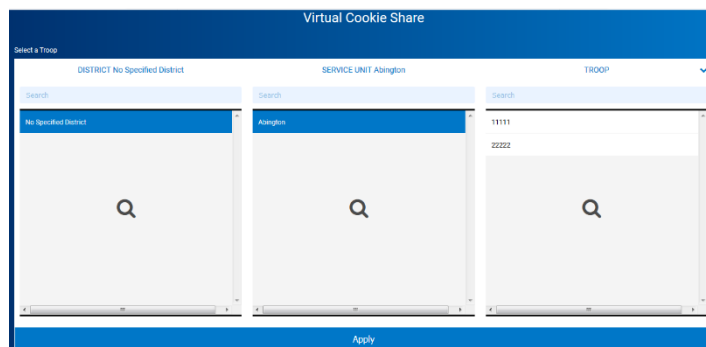 Virtual Cookie Share
Select a Troop
DISTRICT No Specified District
SERVICE UNIT Abington
TROOP
Search
Search
Search
No Specified District
Abington
11111
22222
Apply